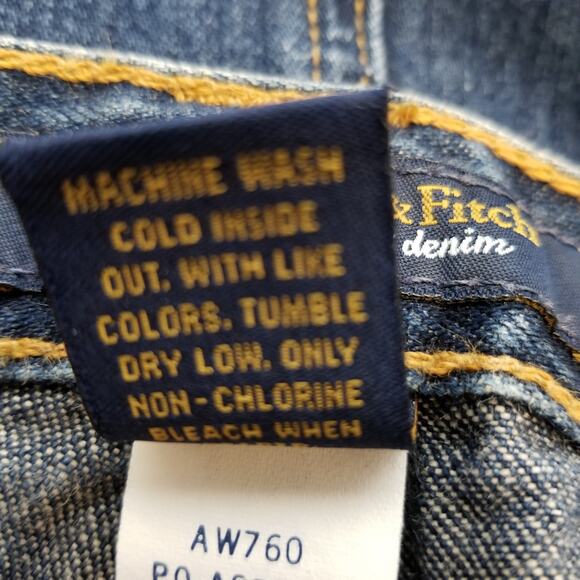 MACHINE WASH
COLD INSIDE
OUT. WITH LIKE
COLORS. TUMBLE
DRY LOW. ONLY
NON-CHLORINE
BLEACH WHEN
& Fitch
denim
AW760